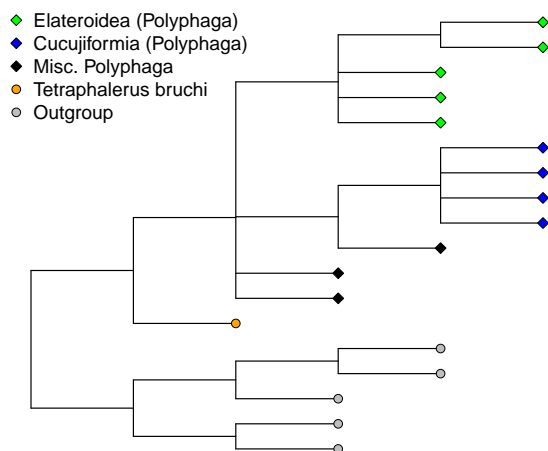 Elateroidea (Polyphaga)
Cucujiformia (Polyphaga)
Misc. Polyphaga
Tetraphalerus bruchi
Outgroup